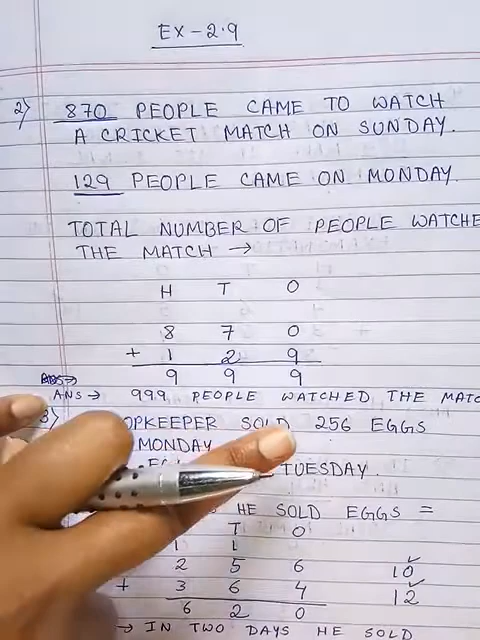 EX - 2.9
2) 870 PEOPLE CAME TO WATCH
A CRICKET MATCH ON SUNDAY.
129 PEOPLE CAME ON MONDAY.
TOTAL NUMBER OF PEOPLE WATCHE
THE MATCH →
H T O
8 7 0
+ 1 2 9
9 9 9
ANS → 999 PEOPLE WATCHED THE MATC
3) OPKEEPER SOLD 256 EGGS
MONDAY
TUESDAY.
HE SOLD EGGS =
T O
1 1
2 5 6 10
+ 3 6 4 12
6 2 0
→ IN TWO DAYS HE SOLD